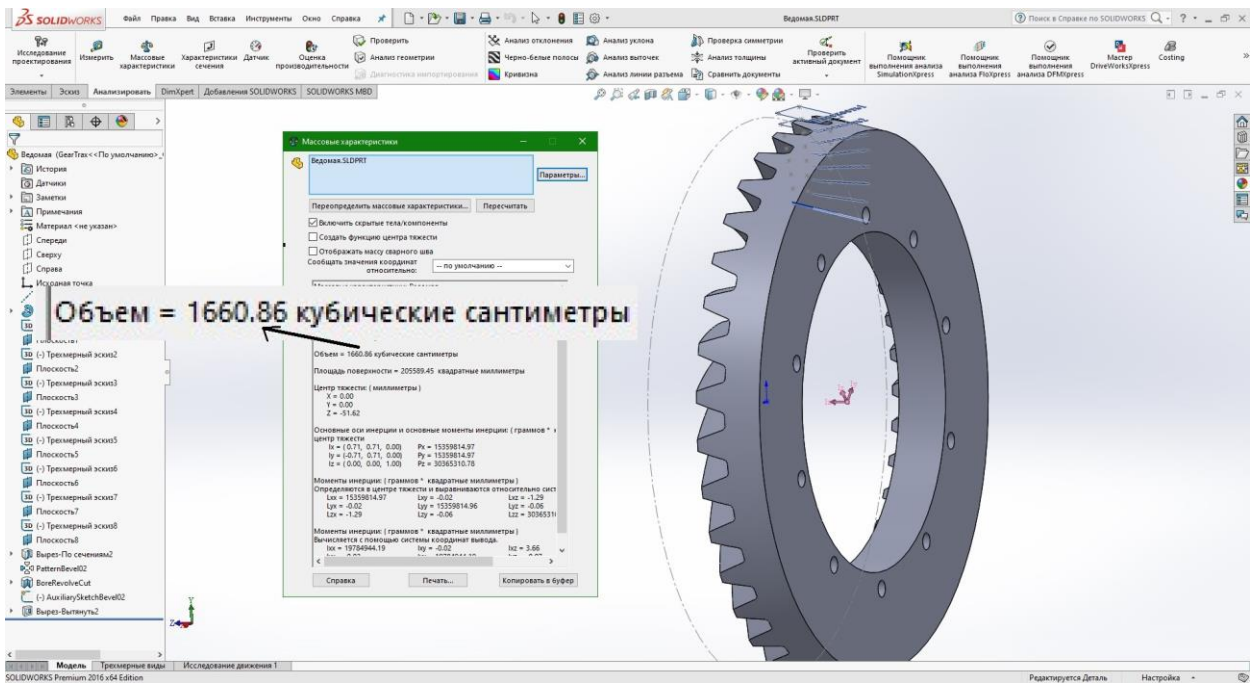 SOLIDWORKS Файл Правка Вид Вставка Инструменты Окно Справка Ведомая.SLDPRT Поиск в Справке по SOLIDWORKS
Исследование проектирования
Измерить
Массовые характеристики
Характеристики сечения
Датчик
Оценка производительности
Проверить
Анализ геометрии
Диагностика импортирования
Анализ отклонения
Черно-белые полосы
Кривизна
Анализ уклона
Анализ выточек
Анализ линии разъема
Проверка симметрии
Анализ толщины
Сравнить документы
Проверить активный документ
Помощник выполнения анализа SimulationXpress
Помощник выполнения анализа FloXpress
Помощник выполнения анализа DFMXpress
Мастер DriveWorksXpress
Costing
Элементы Эскиз Анализировать DimXpert Добавления SOLIDWORKS SOLIDWORKS MBD
Ведомая (GearTrax<<По умолчанию>_
История
Датчики
Заметки
Примечания
Материал <не указан>
Спереди
Сверху
Справа
Исходная точка
Плоскость1
(-) Трехмерный эскиз2
Плоскость2
(-) Трехмерный эскиз3
Плоскость3
(-) Трехмерный эскиз4
Плоскость4
(-) Трехмерный эскиз5
Плоскость5
(-) Трехмерный эскиз6
Плоскость6
(-) Трехмерный эскиз7
Плоскость7
(-) Трехмерный эскиз8
Плоскость8
Вырез-По сечениям2
PatternBevel02
BoreRevolveCut
(-) AuxiliarySketchBevel02
Вырез-Вытянуть2
Массовые характеристики
Ведомая.SLDPRT
Параметры...
Переопределить массовые характеристики... Пересчитать
Включить скрытые тела/компоненты
Создать функцию центра тяжести
Отображать массу сварного шва
Сообщать значения координат относительно: -- по умолчанию --
Объем = 1660.86 кубические сантиметры
Объем = 1660.86 кубические сантиметры
Площадь поверхности = 205589.45 квадратные миллиметры
Центр тяжести: ( миллиметры )
X = 0.00
Y = 0.00
Z = -51.62
Основные оси инерции и основные моменты инерции: ( граммов *
центр тяжести
Ix = ( 0.71, 0.71, 0.00) Px = 15359814.97
Iy = (-0.71, 0.71, 0.00) Py = 15359814.97
Iz = ( 0.00, 0.00, 1.00) Pz = 30365310.78
Моменты инерции: ( граммов * квадратные миллиметры )
Определяются в центре тяжести и выравниваются относительно сист
Lxx = 15359814.97 Lxy = -0.02 Lxz = -1.29
Lyx = -0.02 Lyy = 15359814.96 Lyz = -0.06
Lzx = -1.29 Lzy = -0.06 Lzz = 3036531
Моменты инерции: ( граммов * квадратные миллиметры )
Вычисляется с помощью системы координат вывода.
Ixx = 19784944.19 Ixy = -0.02 Ixz = 3.66
Справка Печать... Копировать в буфер
Y
Z
Модель Трехмерные виды Исследование движения 1
SOLIDWORKS Premium 2016 x64 Edition Редактируется Деталь Настройка